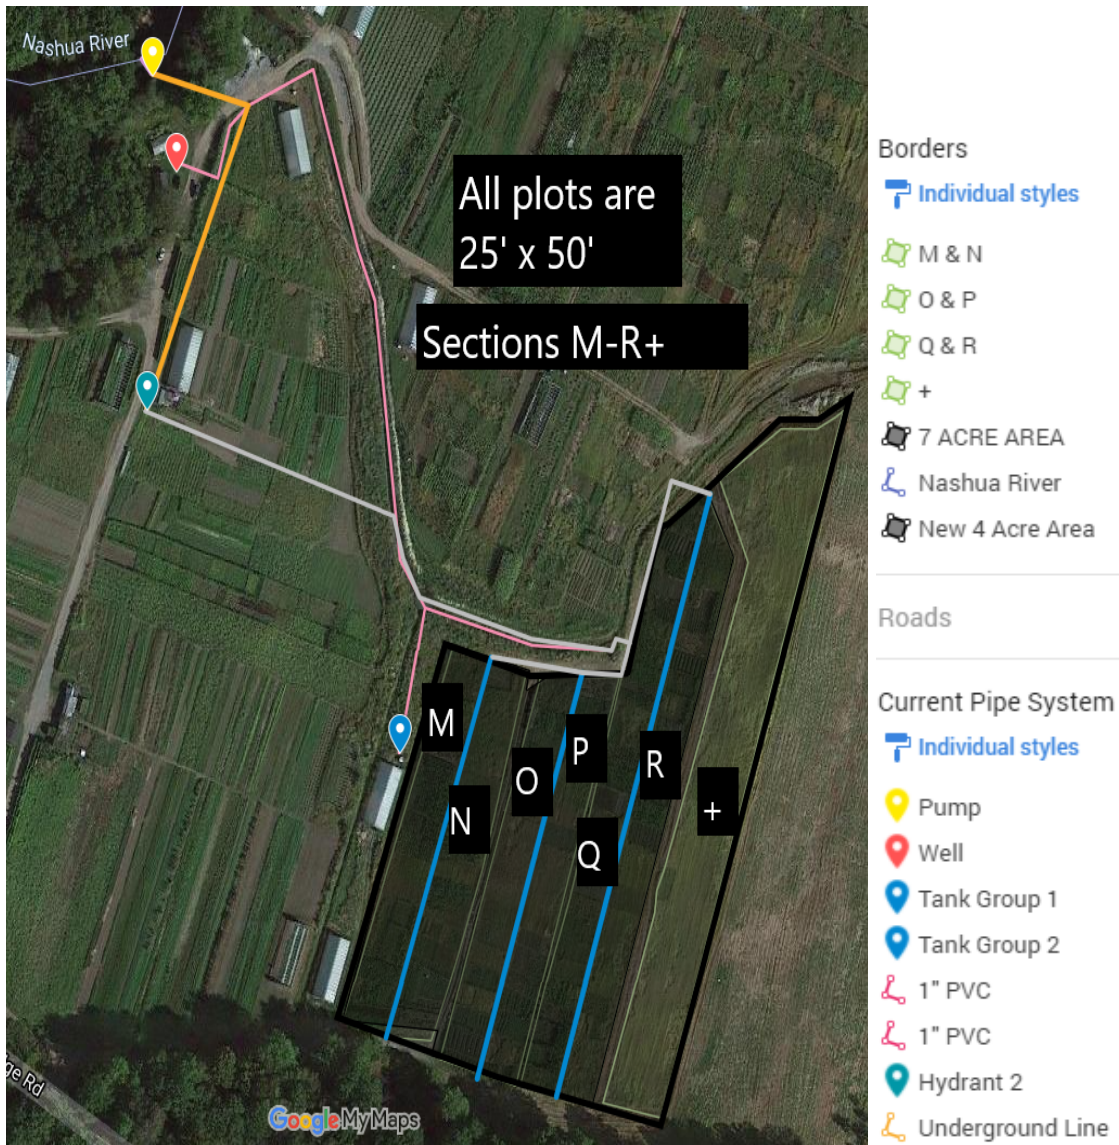 Nashua River
All plots are
25' x 50'
Sections M-R+
M
N
O
P
Q
R
+
ge Rd
Google My Maps
Borders
Individual styles
M & N
O & P
Q & R
+
7 ACRE AREA
Nashua River
New 4 Acre Area
Roads
Current Pipe System
Individual styles
Pump
Well
Tank Group 1
Tank Group 2
1" PVC
1" PVC
Hydrant 2
Underground Line